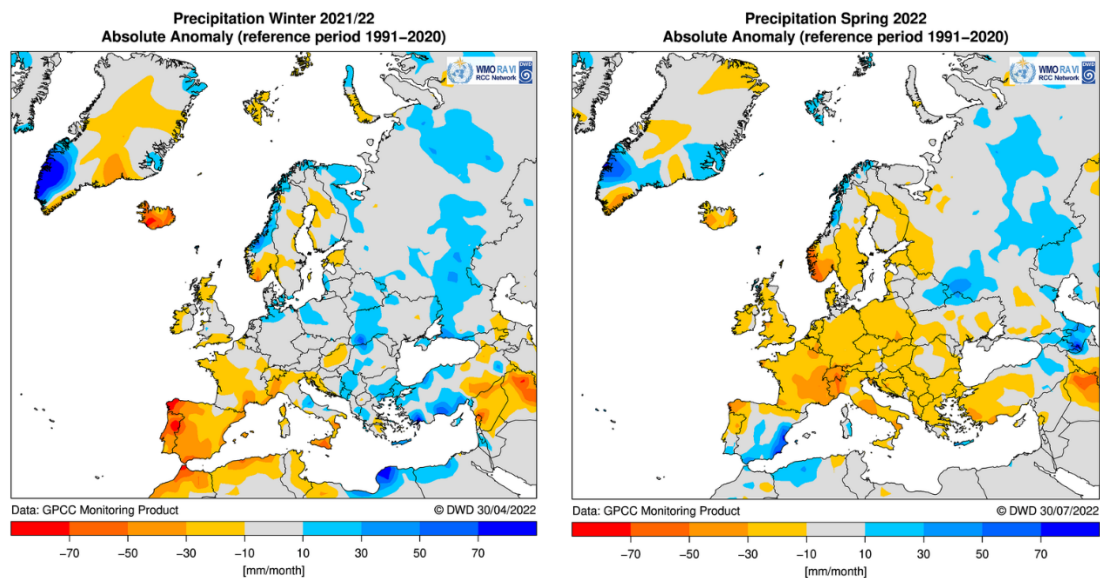 Precipitation Winter 2021/22
Absolute Anomaly (reference period 1991−2020)
WMO RA VI
RCC Network
DWD
Data: GPCC Monitoring Product
© DWD 30/04/2022
−70 −50 −30 −10 10 30 50 70
[mm/month]
Precipitation Spring 2022
Absolute Anomaly (reference period 1991−2020)
WMO RA VI
RCC Network
DWD
Data: GPCC Monitoring Product
© DWD 30/07/2022
−70 −50 −30 −10 10 30 50 70
[mm/month]